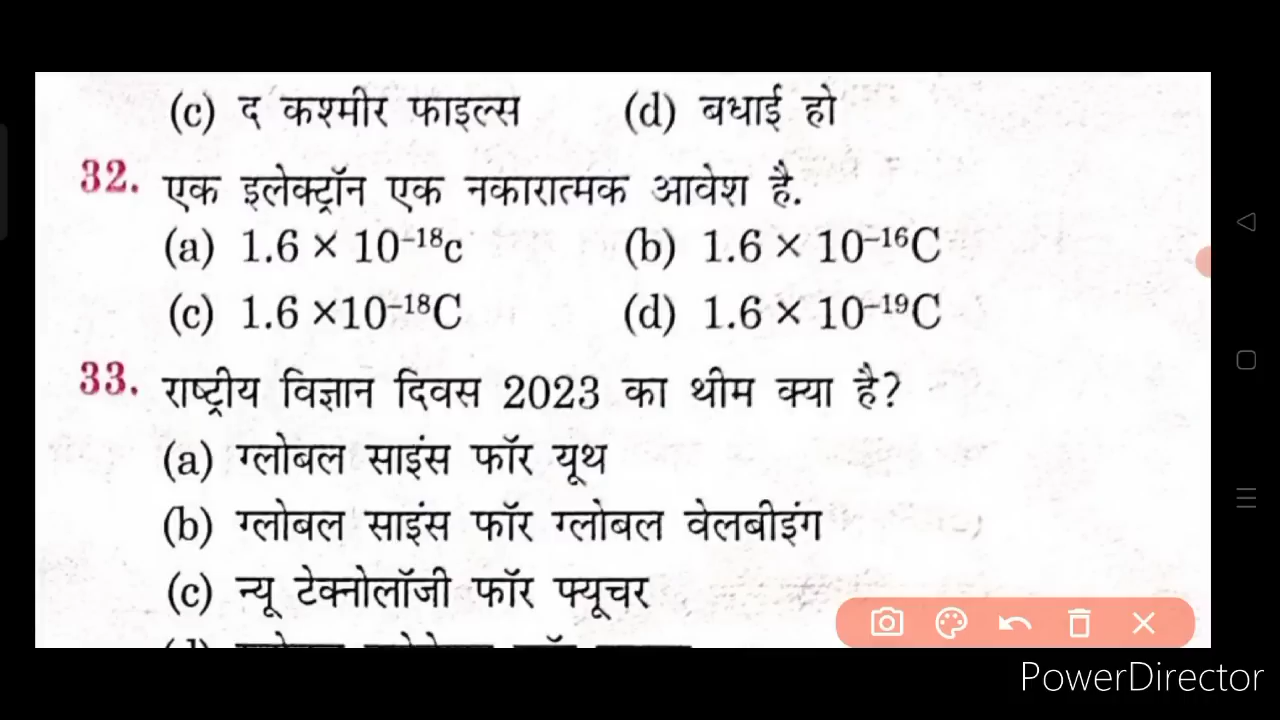 (c) द कश्मीर फाइल्स (d) बधाई हो
32. एक इलेक्ट्रॉन एक नकारात्मक आवेश है.
(a) 1.6 × 10⁻¹⁸c (b) 1.6 × 10⁻¹⁶C
(c) 1.6 ×10⁻¹⁸C (d) 1.6 × 10⁻¹⁹C
33. राष्ट्रीय विज्ञान दिवस 2023 का थीम क्या है?
(a) ग्लोबल साइंस फॉर यूथ
(b) ग्लोबल साइंस फॉर ग्लोबल वेलबीइंग
(c) न्यू टेक्नोलॉजी फॉर फ्यूचर
PowerDirector